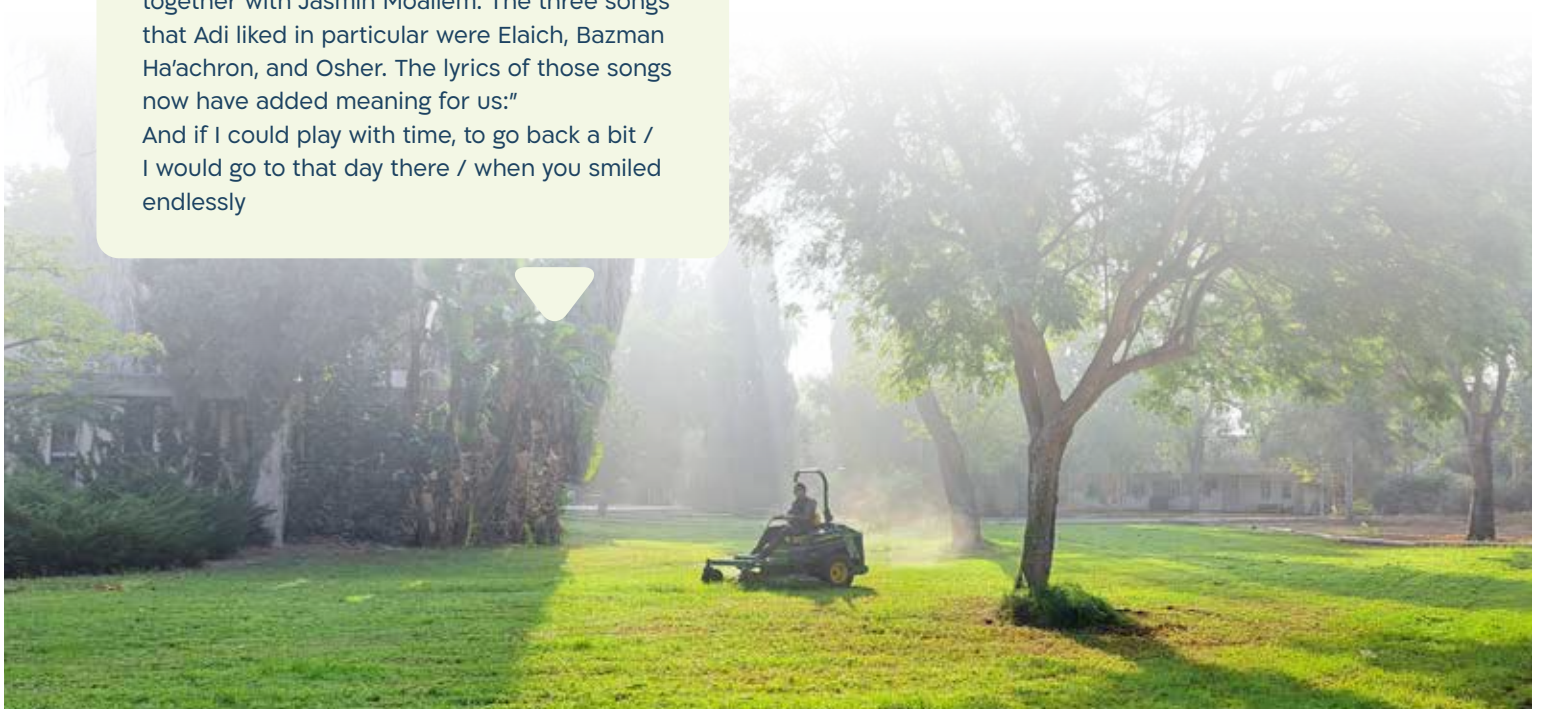 together with Jasmin Moallem. The three songs
that Adi liked in particular were Elaich, Bazman
Ha'achron, and Osher. The lyrics of those songs
now have added meaning for us:"
And if I could play with time, to go back a bit /
I would go to that day there / when you smiled
endlessly